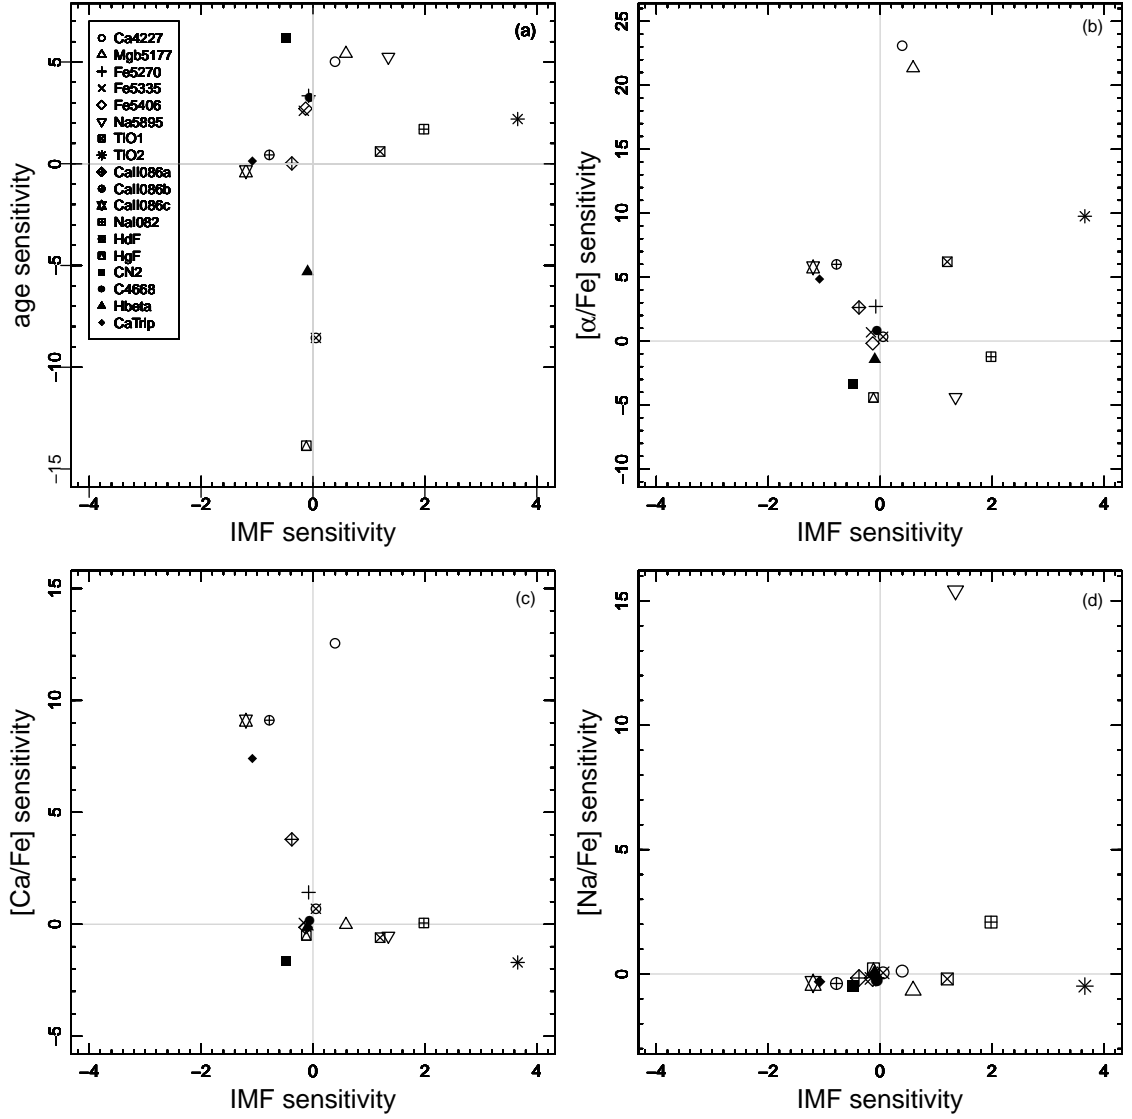 (a)
Ca4227
Mgb5177
Fe5270
Fe5335
Fe5406
Na5895
TiO1
TiO2
CaII086a
CaII086b
CaII086c
NaI082
HdF
HgF
CN2
C4668
Hbeta
CaTrip
5
0
−5
−10
−15
age sensitivity
−4 −2 0 2 4
IMF sensitivity
(b)
25
20
15
10
5
0
−5
−10
[α/Fe] sensitivity
−4 −2 0 2 4
IMF sensitivity
(c)
15
10
5
0
−5
[Ca/Fe] sensitivity
−4 −2 0 2 4
IMF sensitivity
(d)
15
10
5
0
[Na/Fe] sensitivity
−4 −2 0 2 4
IMF sensitivity